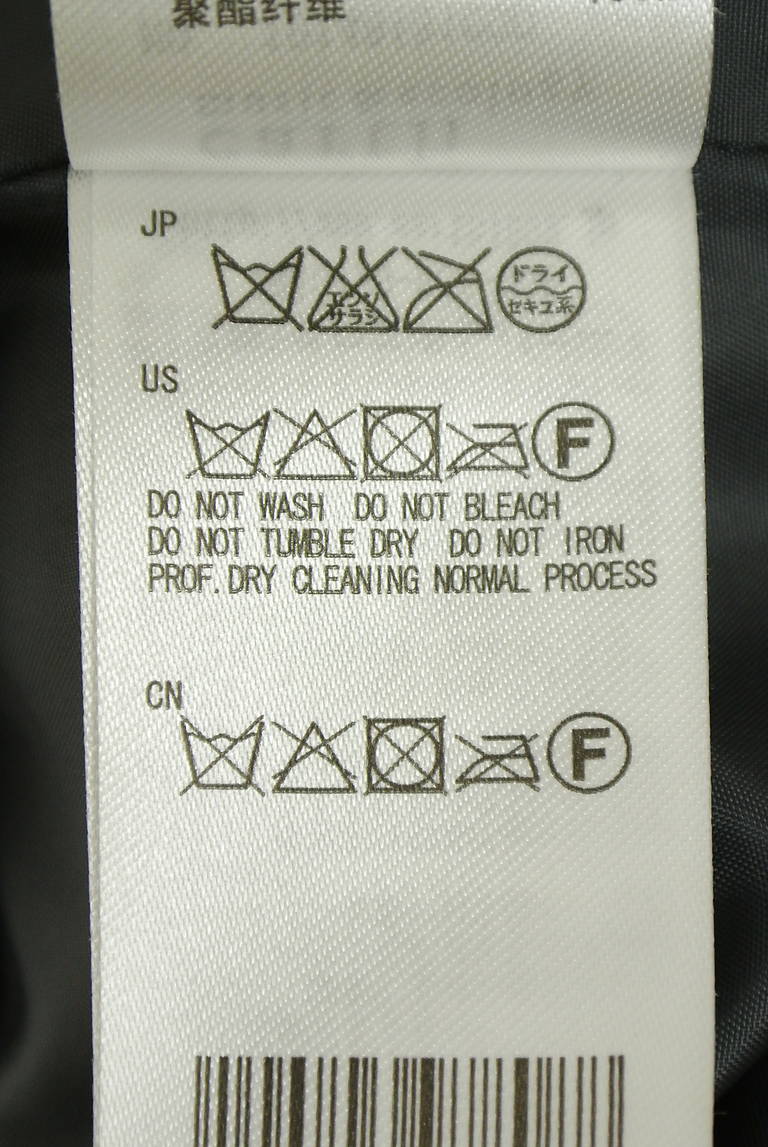 聚酯纤维
JP
エンソ
サラシ
ドライ
セキユ系
US
F
DO NOT WASH DO NOT BLEACH
DO NOT TUMBLE DRY DO NOT IRON
PROF. DRY CLEANING NORMAL PROCESS
CN
F